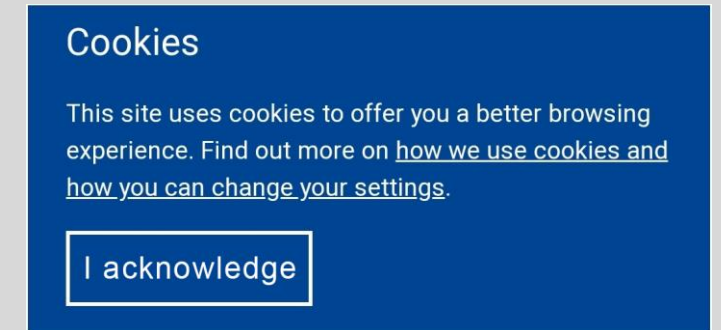 Cookies
This site uses cookies to offer you a better browsing
experience. Find out more on how we use cookies and
how you can change your settings.
I acknowledge